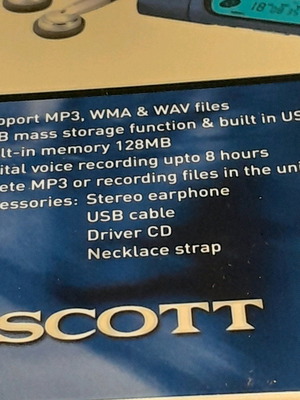 pport MP3, WMA & WAV files
B mass storage function & built in US
lt-in memory 128MB
ital voice recording upto 8 hours
ete MP3 or recording files in the uni
essories: Stereo earphone
USB cable
Driver CD
Necklace strap
SCOTT